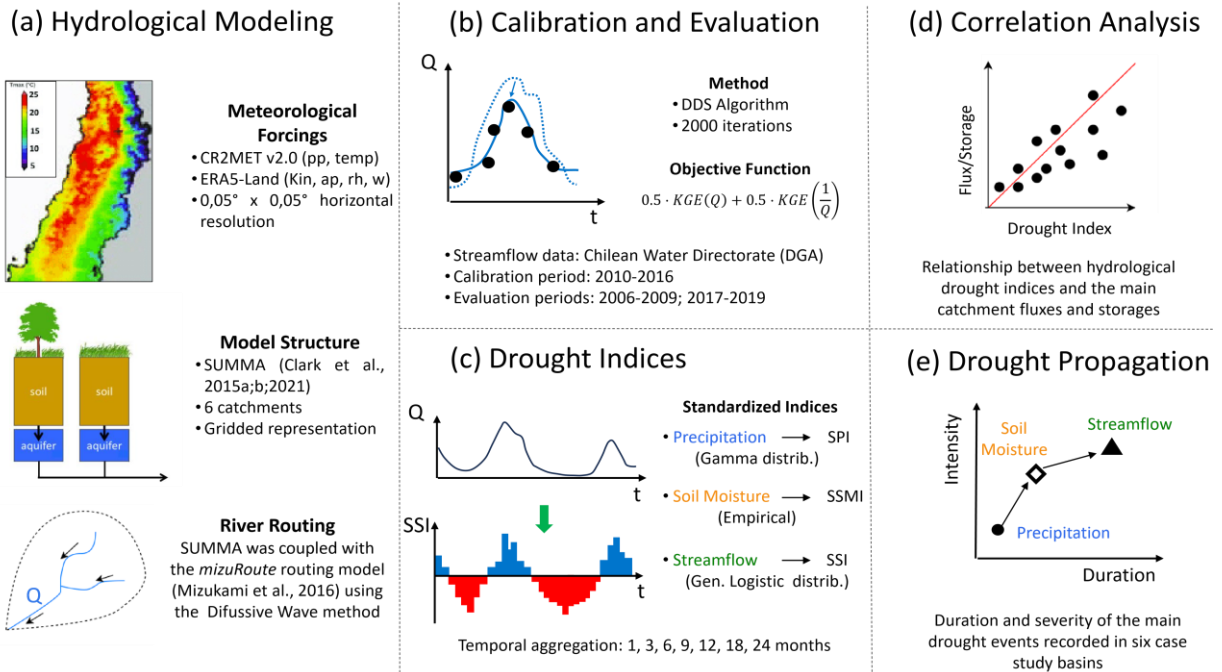 (a) Hydrological Modeling
Tmax (°C)
25
20
15
10
5
Meteorological
Forcings
• CR2MET v2.0 (pp, temp)
• ERA5-Land (Kin, ap, rh, w)
• 0,05° x 0,05° horizontal
resolution
soil
soil
aquifer
aquifer
Model Structure
• SUMMA (Clark et al.,
2015a;b;2021)
• 6 catchments
• Gridded representation
Q
River Routing
SUMMA was coupled with
the mizuRoute routing model
(Mizukami et al., 2016) using
the Difussive Wave method
(b) Calibration and Evaluation
Q
t
Method
• DDS Algorithm
• 2000 iterations
Objective Function
0.5 · KGE(Q) + 0.5 · KGE (1/Q)
• Streamflow data: Chilean Water Directorate (DGA)
• Calibration period: 2010-2016
• Evaluation periods: 2006-2009; 2017-2019
(c) Drought Indices
Q
t
SSI
t
Standardized Indices
• Precipitation → SPI
(Gamma distrib.)
• Soil Moisture → SSMI
(Empirical)
• Streamflow → SSI
(Gen. Logistic distrib.)
Temporal aggregation: 1, 3, 6, 9, 12, 18, 24 months
(d) Correlation Analysis
Flux/Storage
Drought Index
Relationship between hydrological
drought indices and the main
catchment fluxes and storages
(e) Drought Propagation
Intensity
Soil
Moisture
Streamflow
Precipitation
Duration
Duration and severity of the main
drought events recorded in six case
study basins